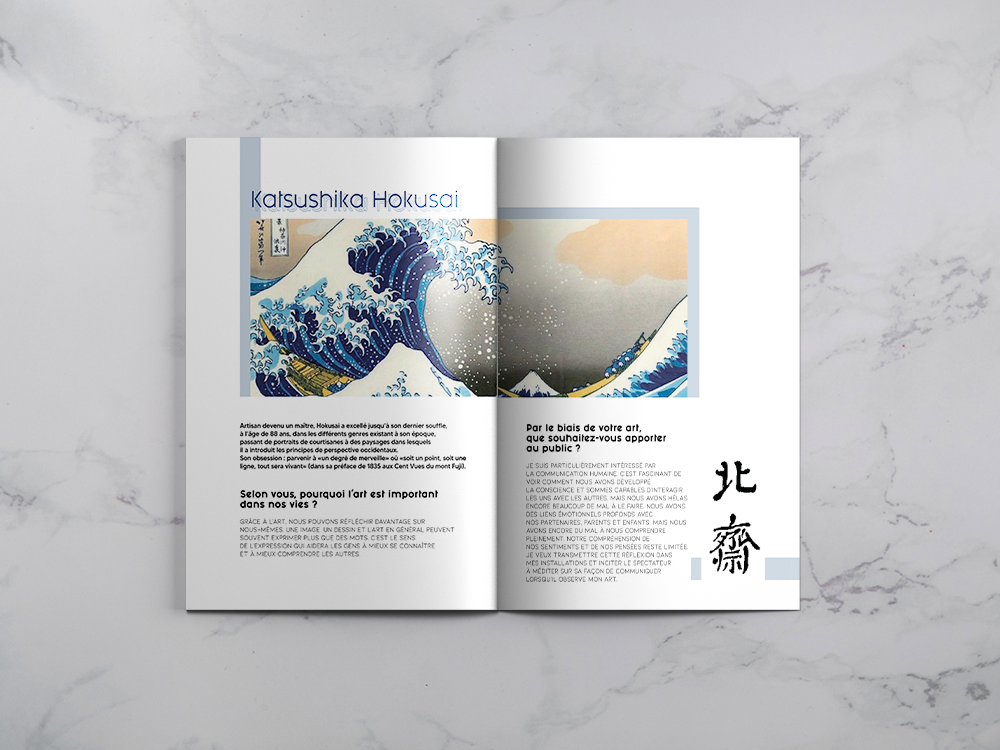 Katsushika Hokusai
Artisan devenu un maître, Hokusai a excellé jusqu'à son dernier souffle,
à l'âge de 88 ans, dans les différents genres existant à son époque,
passant de portraits de courtisanes à des paysages dans lesquels
il a introduit les principes de perspective occidentaux.
Son obsession : parvenir à «un degré de merveille» où «soit un point, soit une
ligne, tout sera vivant» (dans sa préface de 1835 aux Cent Vues du mont Fuji).
Selon vous, pourquoi l'art est important
dans nos vies ?
GRÂCE À L'ART, NOUS POUVONS RÉFLÉCHIR DAVANTAGE SUR
NOUS-MÊMES. UNE IMAGE, UN DESSIN ET L'ART EN GÉNÉRAL PEUVENT
SOUVENT EXPRIMER PLUS QUE DES MOTS. C'EST LE SENS
DE L'EXPRESSION QUI AIDERA LES GENS À MIEUX SE CONNAÎTRE
ET À MIEUX COMPRENDRE LES AUTRES.
Par le biais de votre art,
que souhaitez-vous apporter
au public ?
JE SUIS PARTICULIÈREMENT INTÉRESSÉ PAR
LA COMMUNICATION HUMAINE. C'EST FASCINANT DE
VOIR COMMENT NOUS AVONS DÉVELOPPÉ
LA CONSCIENCE ET SOMMES CAPABLES D'INTERAGIR
LES UNS AVEC LES AUTRES. MAIS NOUS AVONS HÉLAS
ENCORE BEAUCOUP DE MAL À LE FAIRE. NOUS AVONS
DES LIENS ÉMOTIONNELS PROFONDS AVEC
NOS PARTENAIRES, PARENTS ET ENFANTS, MAIS NOUS
AVONS ENCORE DU MAL À NOUS COMPRENDRE
PLEINEMENT. NOTRE COMPRÉHENSION DE
NOS SENTIMENTS ET DE NOS PENSÉES RESTE LIMITÉE.
JE VEUX TRANSMETTRE CETTE RÉFLEXION DANS
MES INSTALLATIONS ET INCITER LE SPECTATEUR
À MÉDITER SUR SA FAÇON DE COMMUNIQUER
LORSQU'IL OBSERVE MON ART.
北
齋